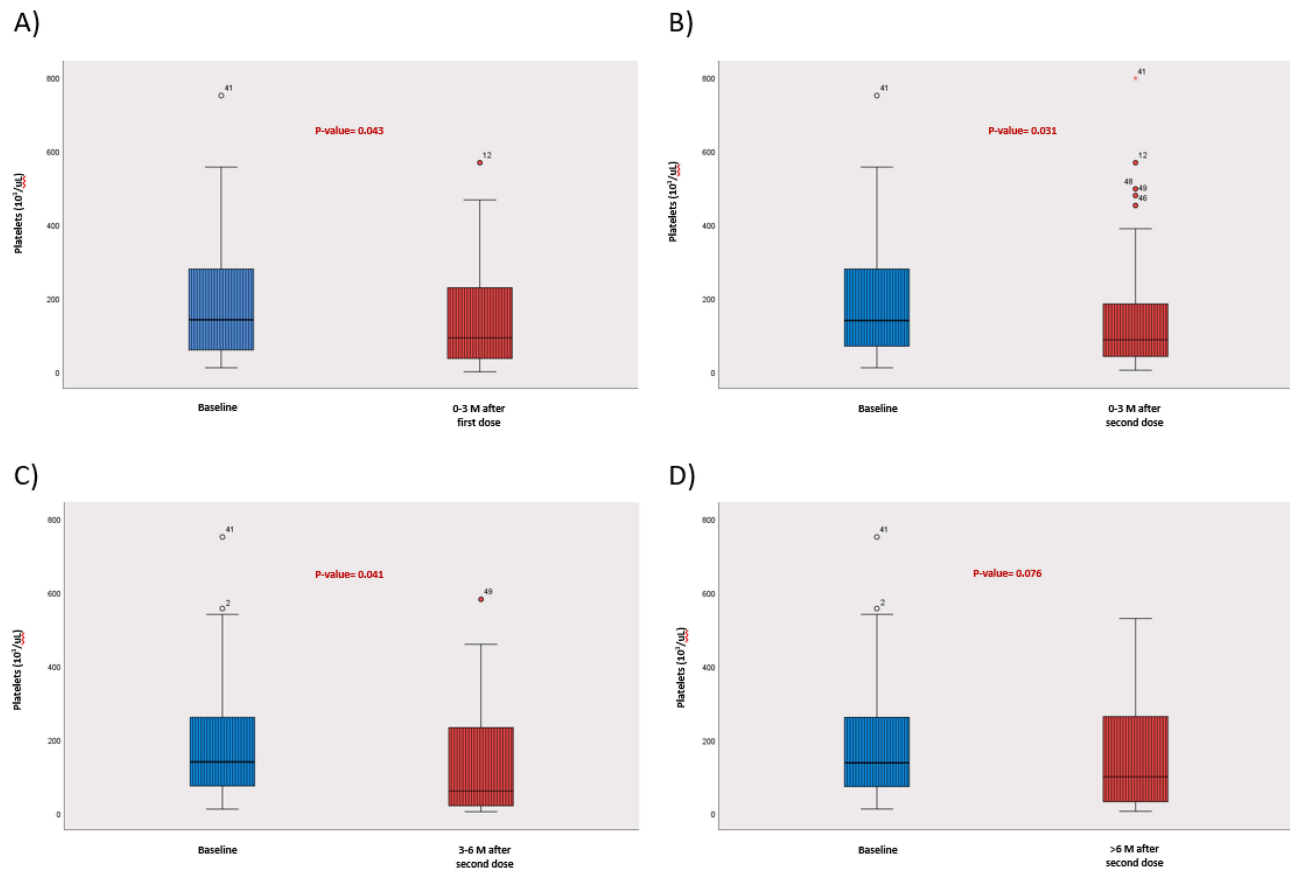 A)
Platelets (10³/uL)
800
600
400
200
0
41
P-value= 0.043
12
Baseline
0-3 M after
first dose
B)
Platelets (10³/uL)
800
600
400
200
0
41
P-value= 0.031
41
12
48
49
46
Baseline
0-3 M after
second dose
C)
Platelets (10³/uL)
800
600
400
200
0
41
2
P-value= 0.041
49
Baseline
3-6 M after
second dose
D)
Platelets (10³/uL)
800
600
400
200
0
41
2
P-value= 0.076
Baseline
>6 M after
second dose